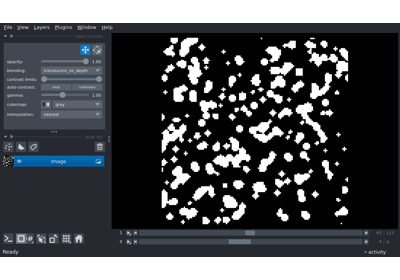 File View Layers Plugins Window Help
opacity: 1.00
blending: translucent_no_depth
contrast limits:
auto-contrast: once continuous
gamma: 1.00
colormap: gray
interpolation: nearest
Image
1
0
Ready activity